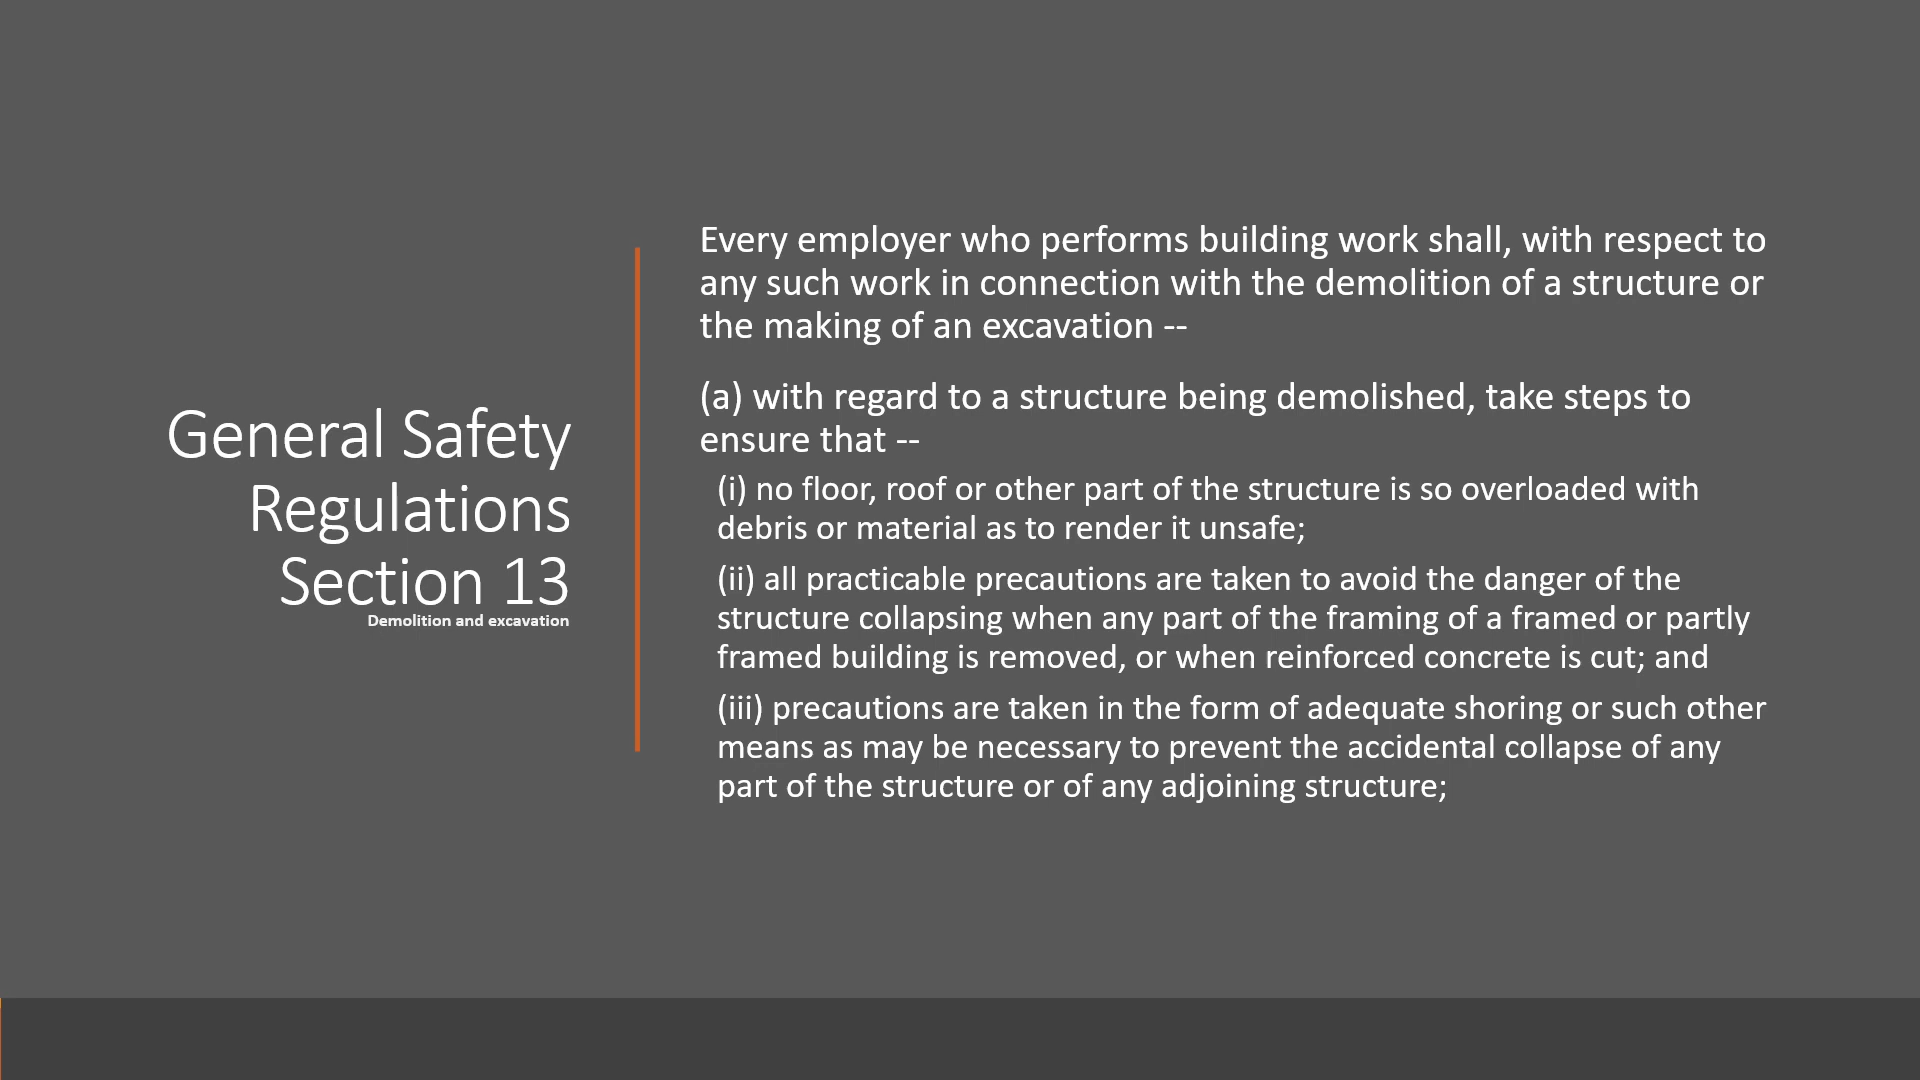 General Safety
Regulations
Section 13
Demolition and excavation
Every employer who performs building work shall, with respect to
any such work in connection with the demolition of a structure or
the making of an excavation --
(a) with regard to a structure being demolished, take steps to
ensure that --
(i) no floor, roof or other part of the structure is so overloaded with
debris or material as to render it unsafe;
(ii) all practicable precautions are taken to avoid the danger of the
structure collapsing when any part of the framing of a framed or partly
framed building is removed, or when reinforced concrete is cut; and
(iii) precautions are taken in the form of adequate shoring or such other
means as may be necessary to prevent the accidental collapse of any
part of the structure or of any adjoining structure;